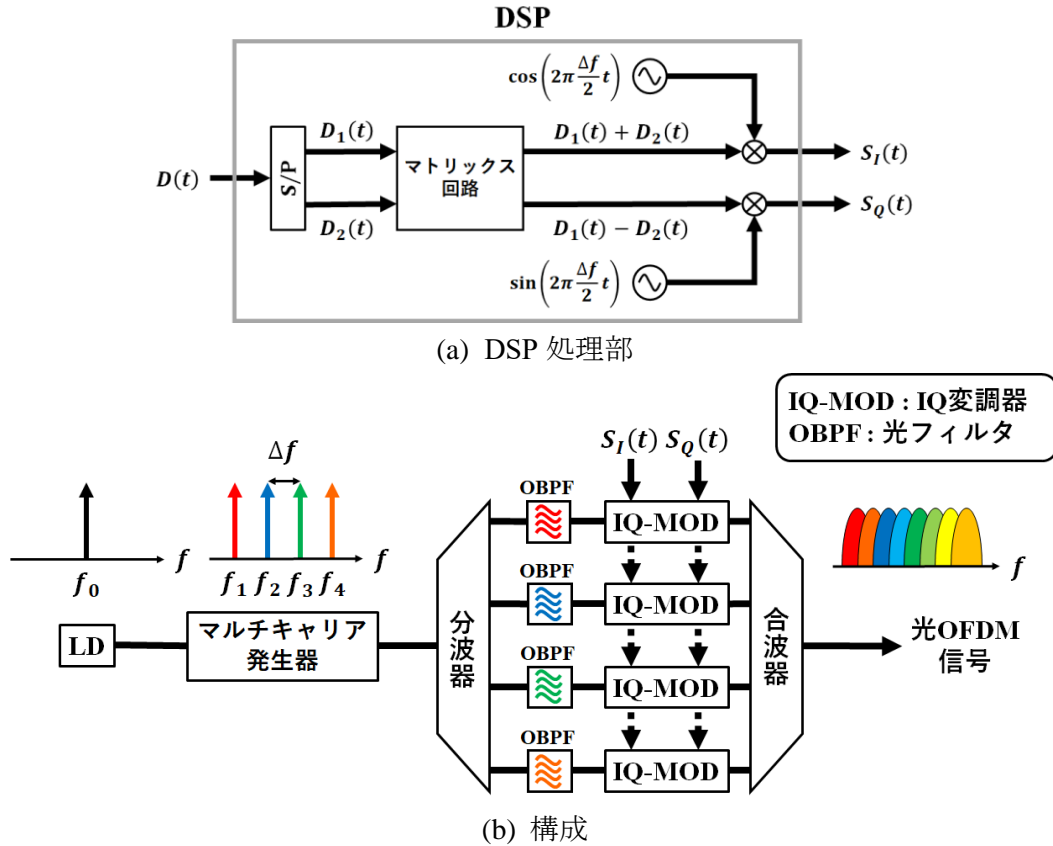 DSP
cos(2π Δf/2 t)
D(t)
S/P
D₁(t)
D₂(t)
マトリックス
回路
D₁(t) + D₂(t)
D₁(t) − D₂(t)
S_I(t)
S_Q(t)
sin(2π Δf/2 t)
(a) DSP 処理部
IQ-MOD : IQ変調器
OBPF : 光フィルタ
S_I(t) S_Q(t)
Δf
f₀
f
f₁ f₂ f₃ f₄
f
LD
マルチキャリア
発生器
分波器
OBPF
IQ-MOD
OBPF
IQ-MOD
OBPF
IQ-MOD
OBPF
IQ-MOD
合波器
f
光OFDM
信号
(b) 構成